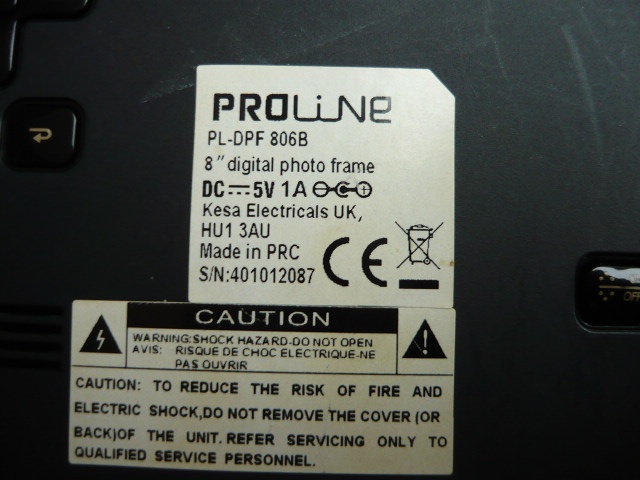 PROLINE
PL-DPF 806B
8" digital photo frame
DC 5V 1A
Kesa Electricals UK,
HU1 3AU
Made in PRC
S/N:401012087
CE
CAUTION
WARNING:SHOCK HAZARD-DO NOT OPEN
AVIS: RISQUE DE CHOC ELECTRIQUE-NE
PAS OUVRIR
CAUTION: TO REDUCE THE RISK OF FIRE AND
ELECTRIC SHOCK,DO NOT REMOVE THE COVER (OR
BACK)OF THE UNIT. REFER SERVICING ONLY TO
QUALIFIED SERVICE PERSONNEL.